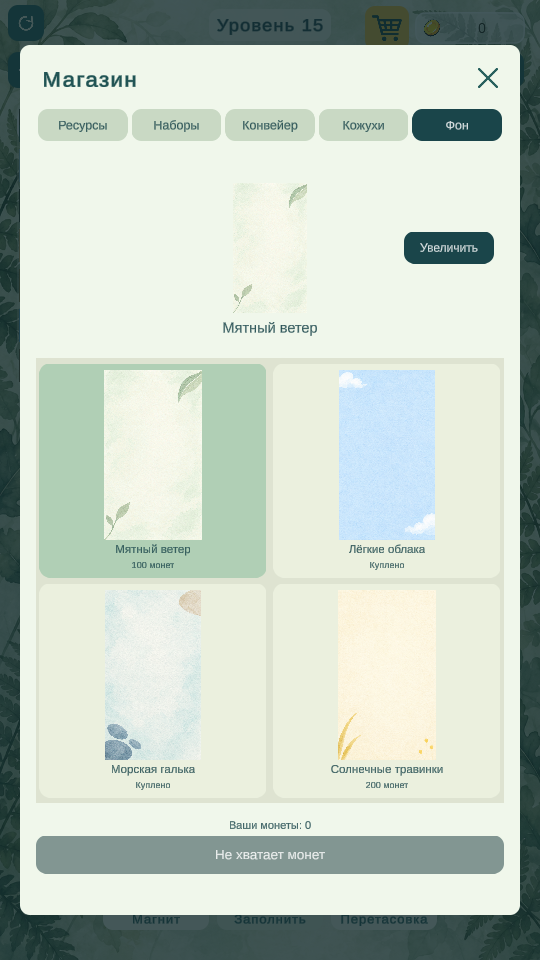 Уровень 15
0
Магазин
Ресурсы
Наборы
Конвейер
Кожухи
Фон
Увеличить
Мятный ветер
Мятный ветер
100 монет
Лёгкие облака
Куплено
Морская галька
Куплено
Солнечные травинки
200 монет
Ваши монеты: 0
Не хватает монет
Магнит
Заполнить
Перетасовка